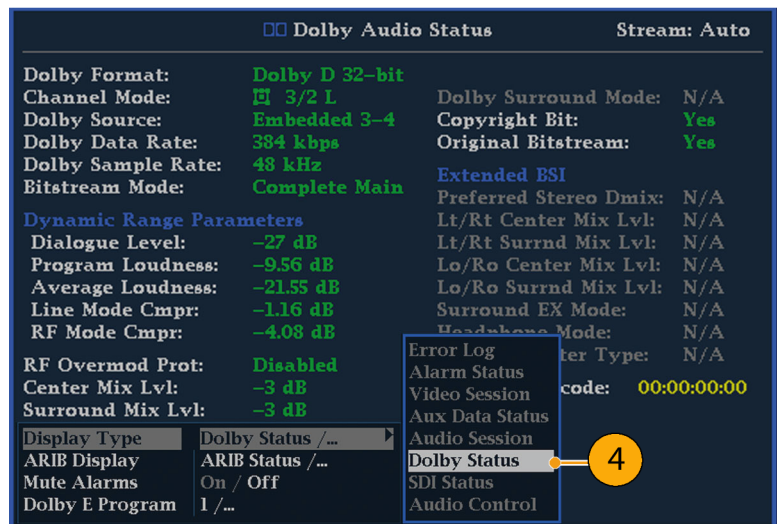 Dolby Audio Status Stream: Auto
Dolby Format: Dolby D 32-bit
Channel Mode: 3/2 L Dolby Surround Mode: N/A
Dolby Source: Embedded 3-4 Copyright Bit: Yes
Dolby Data Rate: 384 kbps Original Bitstream: Yes
Dolby Sample Rate: 48 kHz
Extended BSI
Bitstream Mode: Complete Main
Preferred Stereo Dmix: N/A
Dynamic Range Parameters Lt/Rt Center Mix Lvl: N/A
Dialogue Level: -27 dB Lt/Rt Surrnd Mix Lvl: N/A
Program Loudness: -9.56 dB Lo/Ro Center Mix Lvl: N/A
Average Loudness: -21.55 dB Lo/Ro Surrnd Mix Lvl: N/A
Line Mode Cmpr: -1.16 dB Surround EX Mode: N/A
RF Mode Cmpr: -4.08 dB Headphone Mode: N/A
ter Type: N/A
RF Overmod Prot: Disabled
Center Mix Lvl: -3 dB code: 00:00:00:00
Surround Mix Lvl: -3 dB
Display Type Dolby Status /...
ARIB Display ARIB Status /...
Mute Alarms On / Off
Dolby E Program 1 /...
Error Log
Alarm Status
Video Session
Aux Data Status
Audio Session
Dolby Status 4
SDI Status
Audio Control